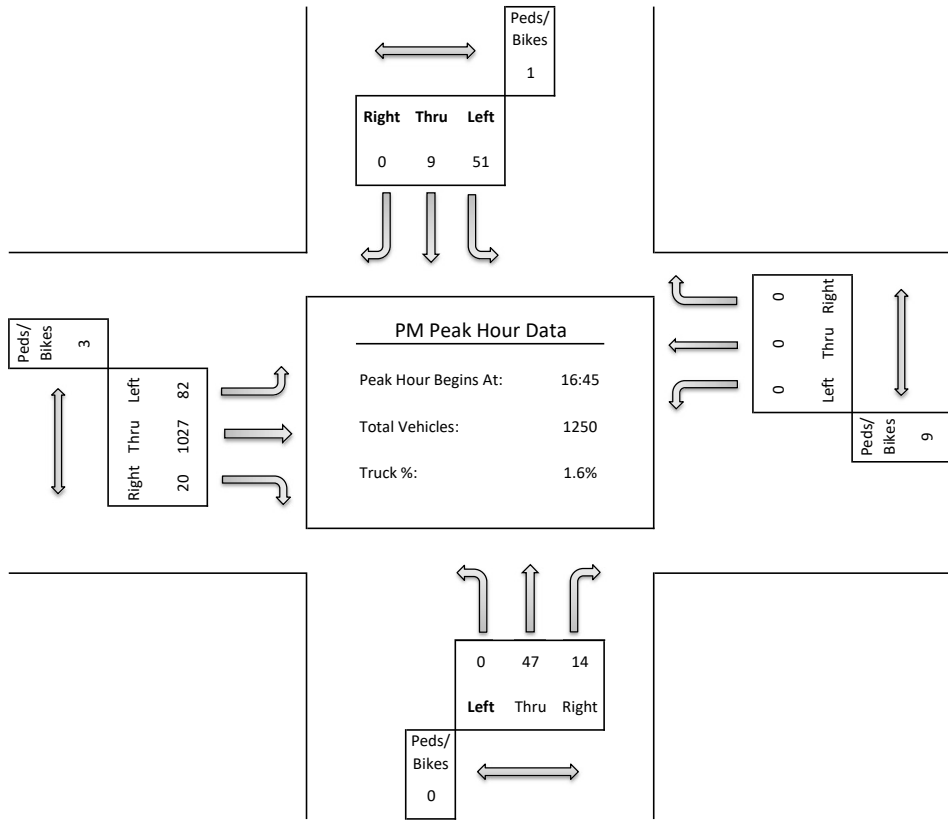 Peds/
Bikes
1
Right Thru Left
0 9 51
Peds/
Bikes
3
Left 82
Thru 1027
Right 20
PM Peak Hour Data
Peak Hour Begins At: 16:45
Total Vehicles: 1250
Truck %: 1.6%
0 Right
0 Thru
0 Left
Peds/
Bikes
9
0 47 14
Left Thru Right
Peds/
Bikes
0